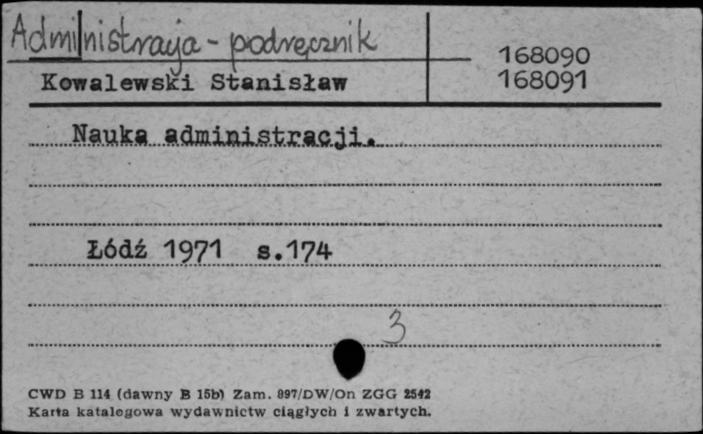 Administracja - podręcznik
168090
Kowalewski Stanisław
168091
Nauka administracji.
Łódź 1971 s.174
3
CWD B 114 (dawny B 15b) Zam. 897/DW/On ZGG 2542
Karta katalogowa wydawnictw ciągłych i zwartych.